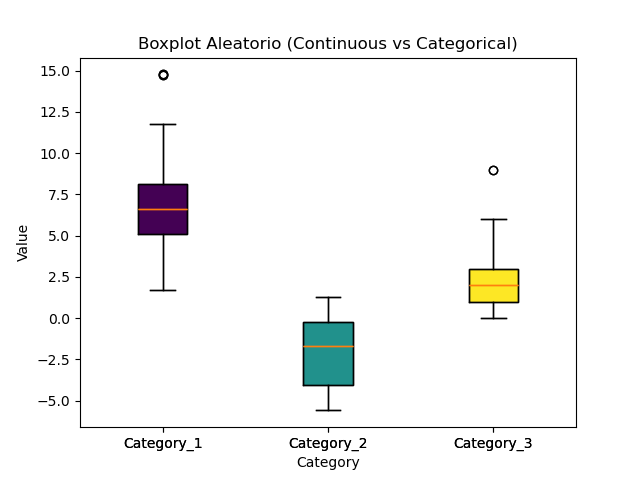 Boxplot Aleatorio (Continuous vs Categorical)
15.0
12.5
10.0
7.5
5.0
2.5
0.0
−2.5
−5.0
Value
Category_1 Category_2 Category_3
Category